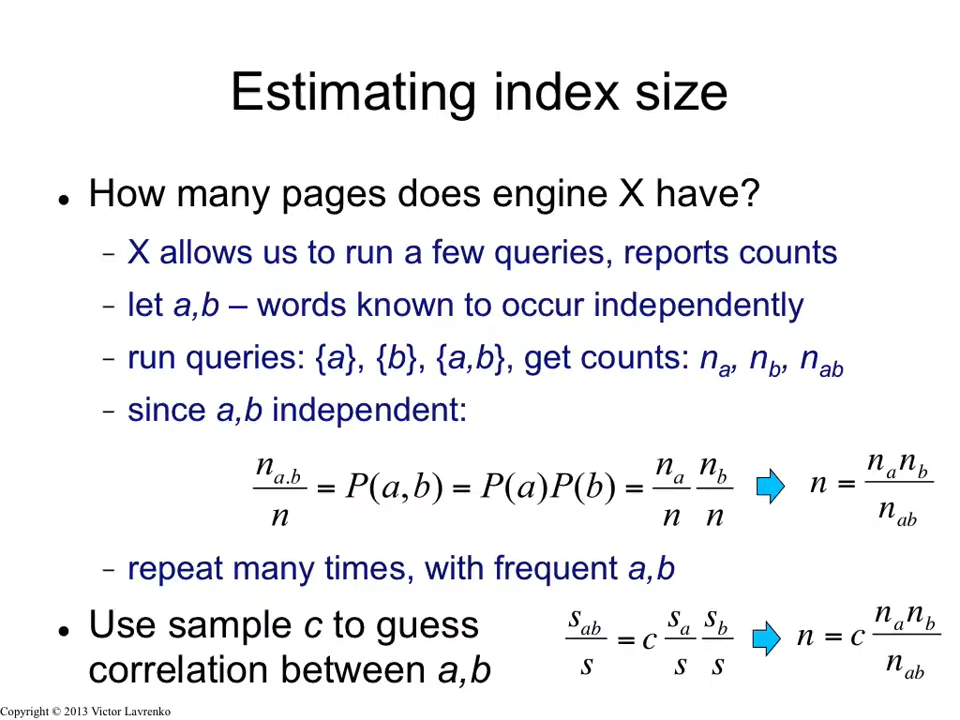 Estimating index size
● How many pages does engine X have?
– X allows us to run a few queries, reports counts
– let a,b – words known to occur independently
– run queries: {a}, {b}, {a,b}, get counts: n_a, n_b, n_ab
– since a,b independent:
n_{a.b}/n = P(a,b) = P(a)P(b) = n_a/n n_b/n ⇒ n = n_a n_b / n_ab
– repeat many times, with frequent a,b
● Use sample c to guess
correlation between a,b
s_ab/s = c s_a/s s_b/s ⇒ n = c n_a n_b / n_ab
Copyright © 2013 Victor Lavrenko